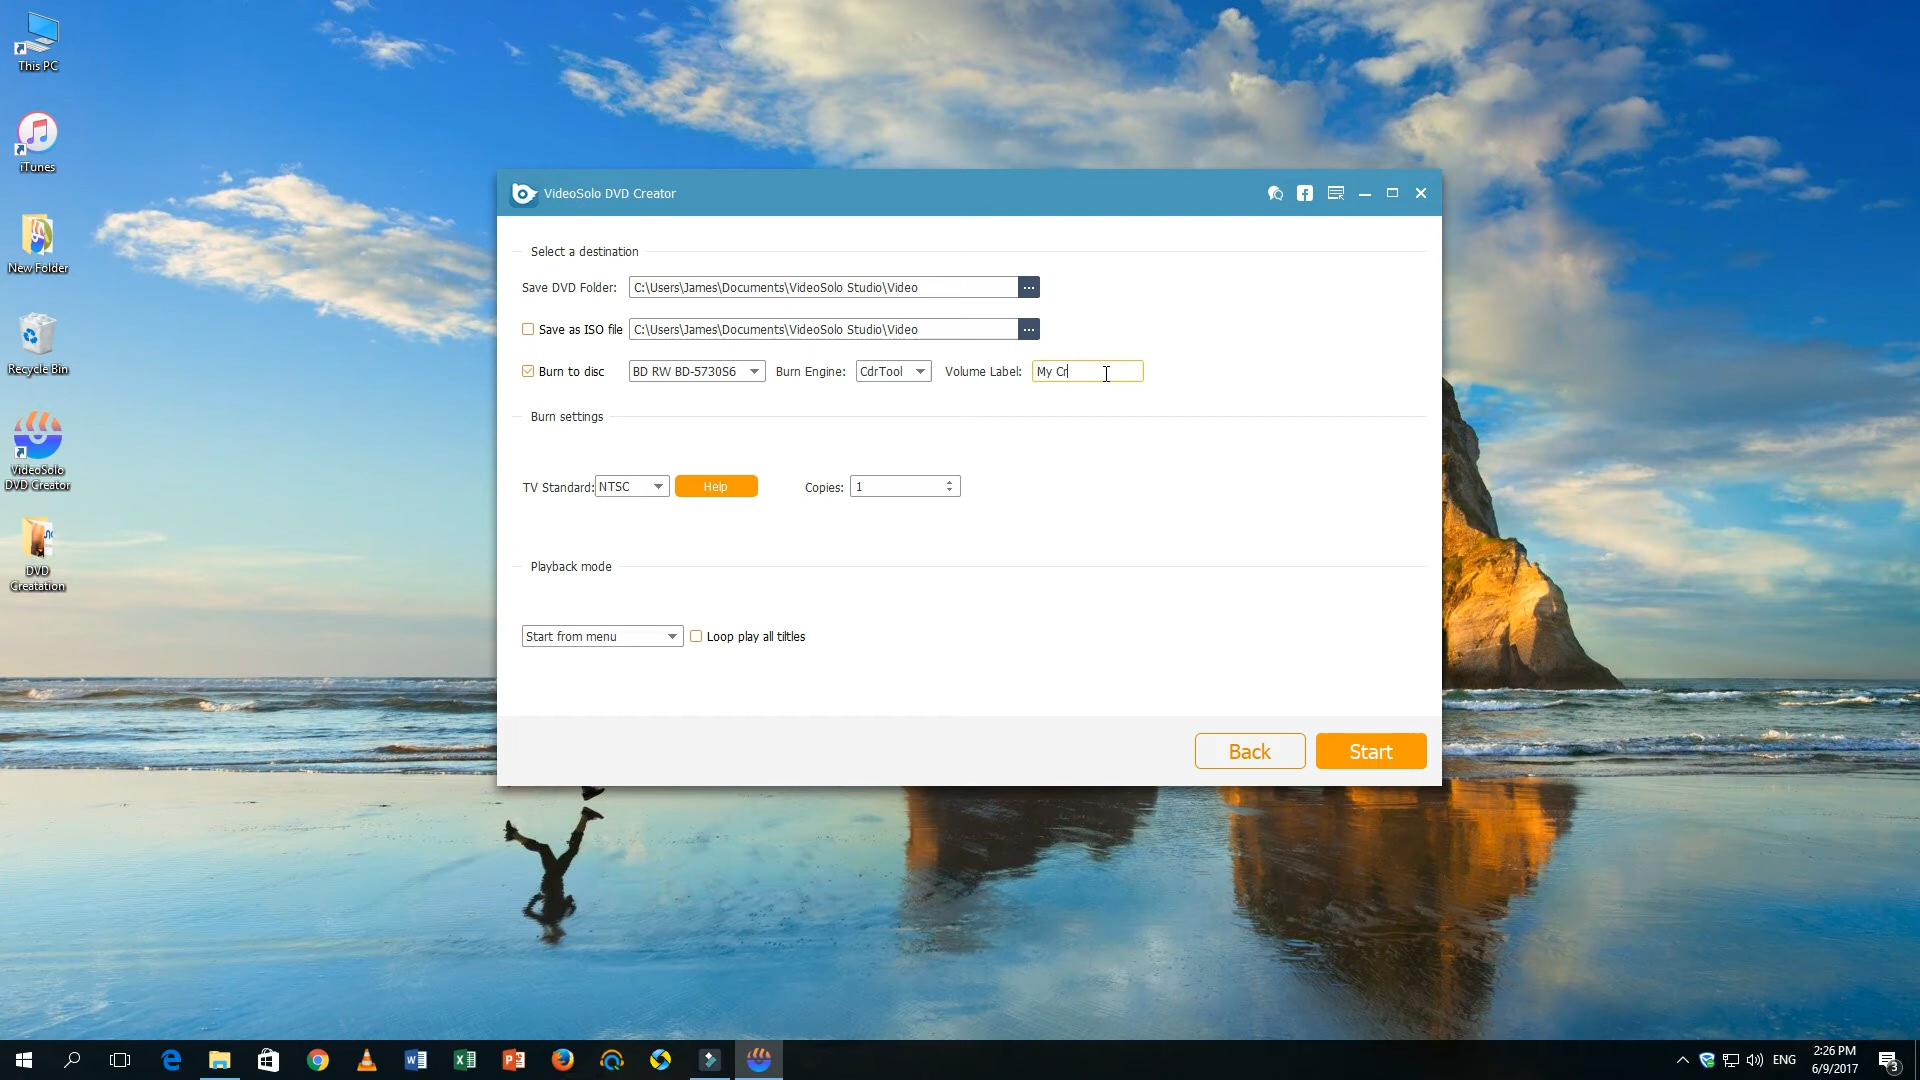 This PC
iTunes
New Folder
Recycle Bin
VideoSolo
DVD Creator
DVD
Creatation
VideoSolo DVD Creator
Select a destination
Save DVD Folder: C:\Users\James\Documents\VideoSolo Studio\Video ...
Save as ISO file C:\Users\James\Documents\VideoSolo Studio\Video ...
Burn to disc BD RW BD-5730S6 Burn Engine: CdrTool Volume Label: My Cr
Burn settings
TV Standard: NTSC Help Copies: 1
Playback mode
Start from menu Loop play all tiltles
Back Start
ENG 2:26 PM
6/9/2017 3